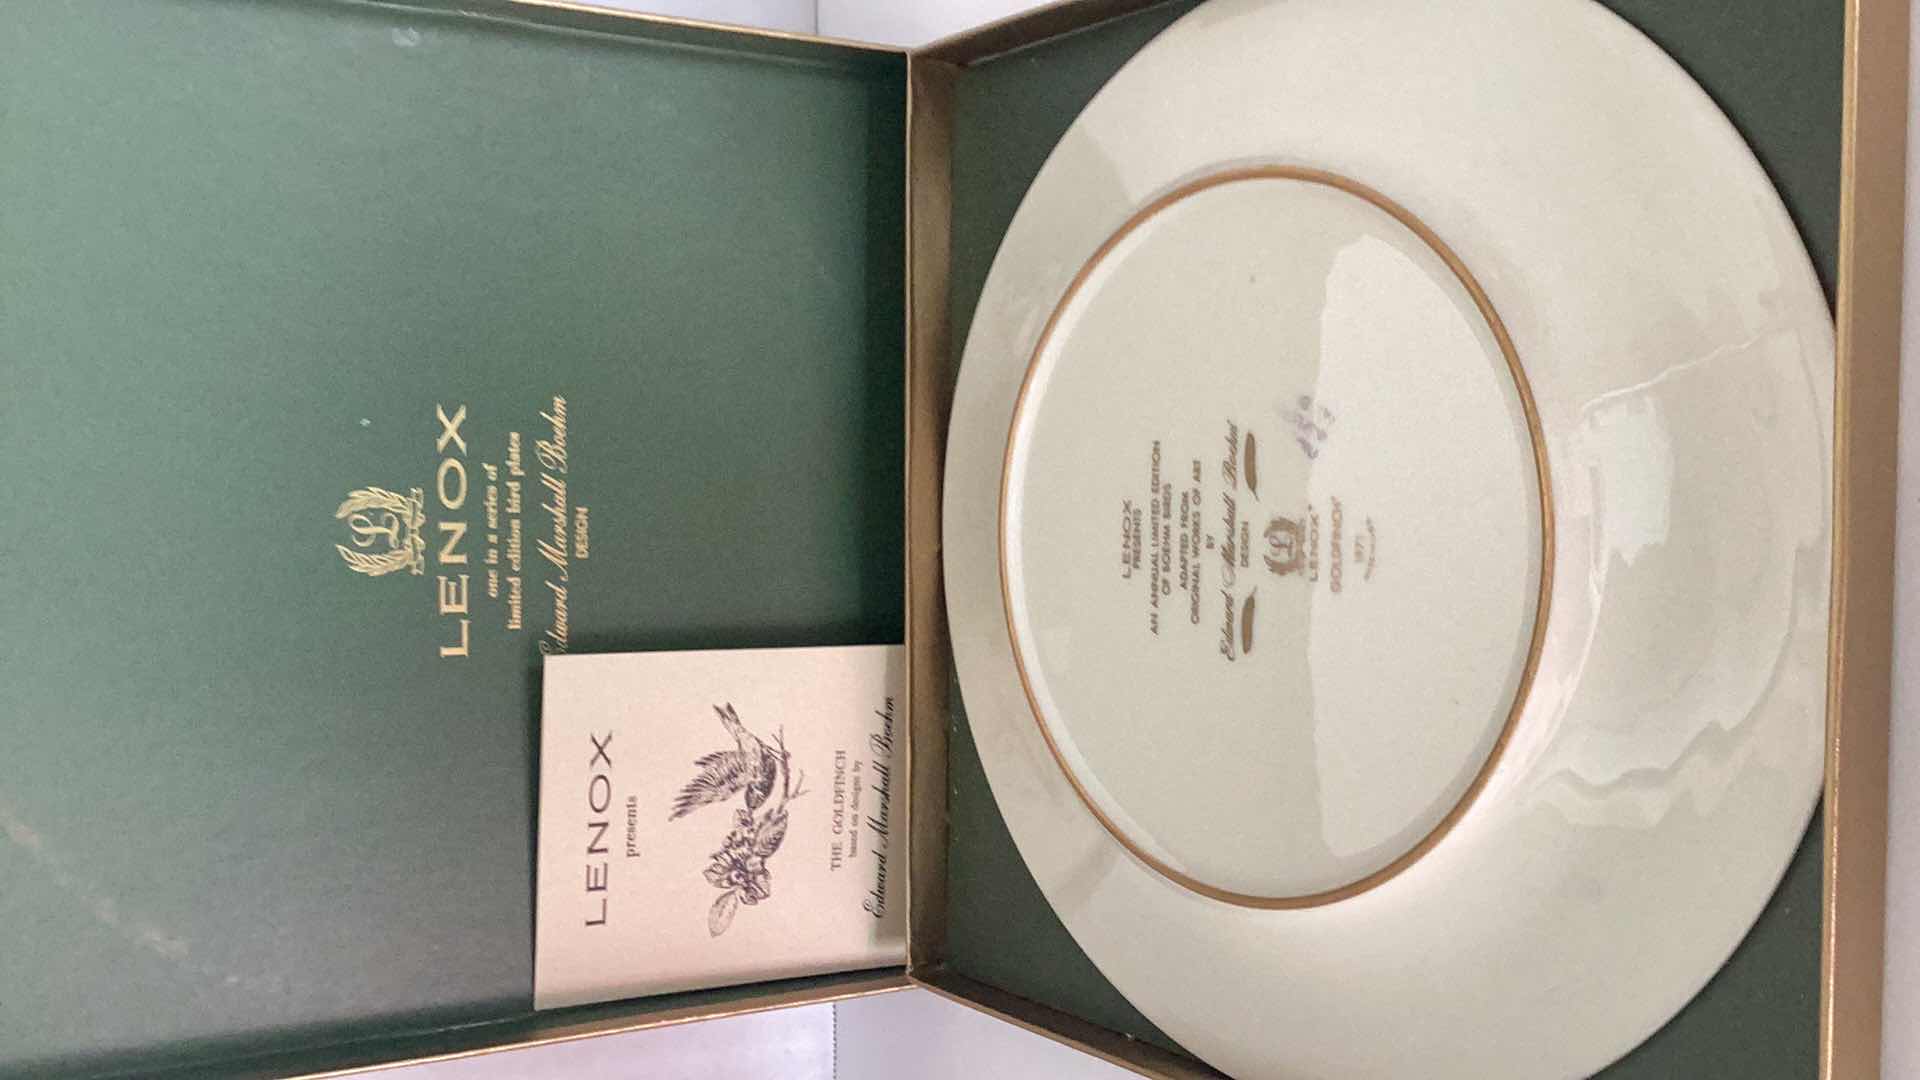 L
LENOX
one in a series of
limited edition bird plates
Edward Marshall Boehm
DESIGN
LENOX
presents
THE GOLDFINCH
based on designs by
Edward Marshall Boehm
LENOX
PRESENTS
AN ANNUAL LIMITED EDITION
OF BOEHM BIRDS
ADAPTED FROM
ORIGINAL WORKS OF ART
BY
Edward Marshall Boehm
DESIGN
L
LENOX®
GOLDFINCH
1971